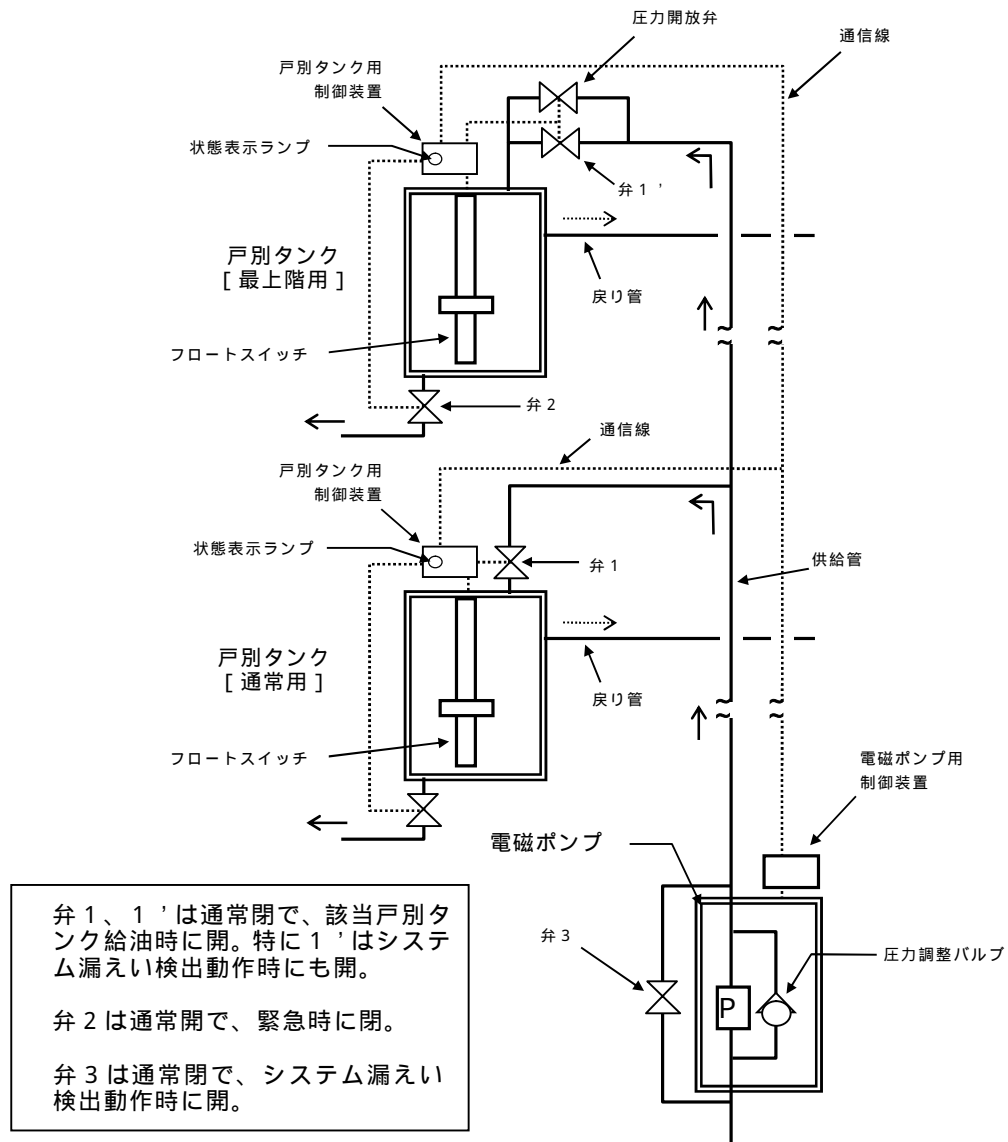 圧力開放弁
通信線
戸別タンク用
制御装置
状態表示ランプ
弁1'
戸別タンク
[最上階用]
戻り管
フロートスイッチ
弁2
通信線
戸別タンク用
制御装置
状態表示ランプ
弁1
供給管
戸別タンク
[通常用]
戻り管
フロートスイッチ
電磁ポンプ用
制御装置
電磁ポンプ
弁3
圧力調整バルブ
P
弁1、1'は通常閉で、該当戸別タ
ンク給油時に開。特に1'はシステ
ム漏えい検出動作時にも開。
弁2は通常開で、緊急時に閉。
弁3は通常閉で、システム漏えい
検出動作時に開。